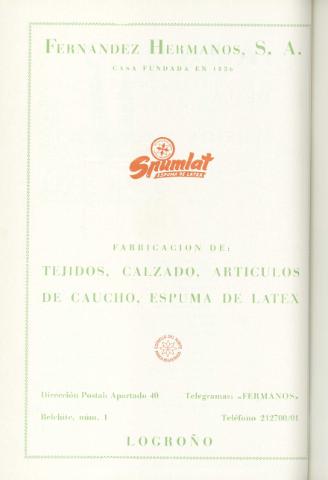 FERNANDEZ HERMANOS, S. A.
CASA FUNDADA EN 1836
Spumlat
ESPUMA DE LATEX
FABRICACION DE:
TEJIDOS, CALZADO, ARTICULOS
DE CAUCHO, ESPUMA DE LATEX
Dirección Postal: Apartado 40 Telegramas: «FERMANOS»
Belchite, núm. 1 Teléfono 212700/01
LOGROÑO